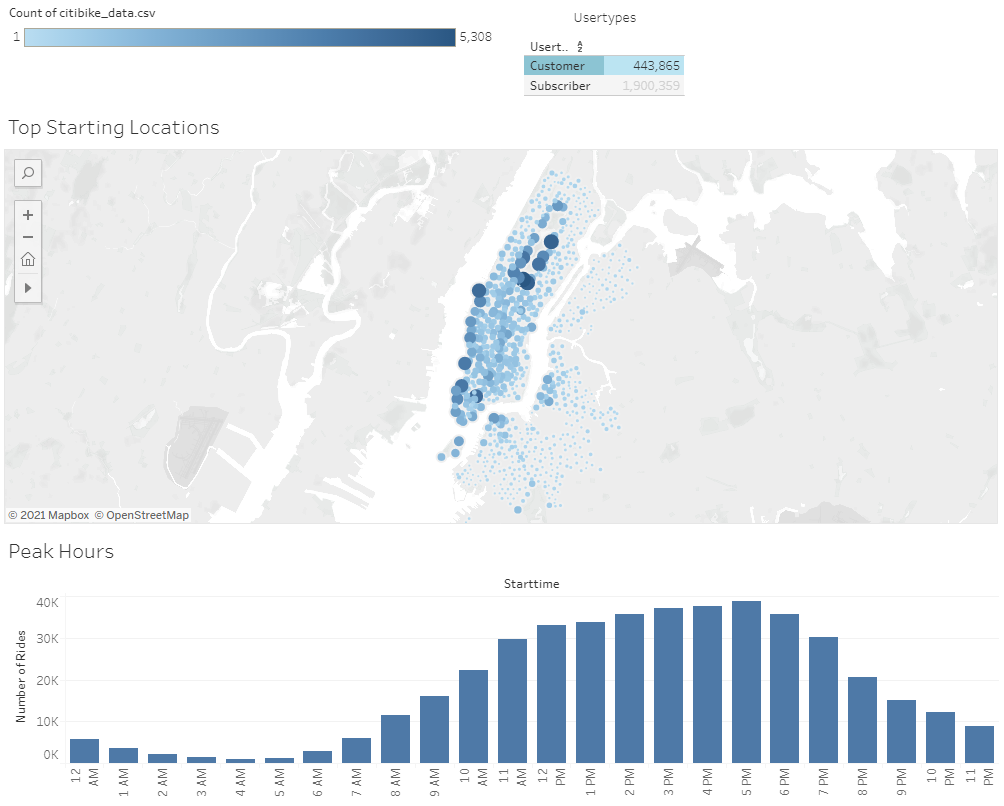 Count of citibike_data.csv
1 5,308
Usertypes
Usert..
Customer 443,865
Subscriber 1,900,359
Top Starting Locations
© 2021 Mapbox © OpenStreetMap
Peak Hours
Starttime
Number of Rides
40K
30K
20K
10K
0K
12 AM
1 AM
2 AM
3 AM
4 AM
5 AM
6 AM
7 AM
8 AM
9 AM
10 AM
11 AM
12 PM
1 PM
2 PM
3 PM
4 PM
5 PM
6 PM
7 PM
8 PM
9 PM
10 PM
11 PM